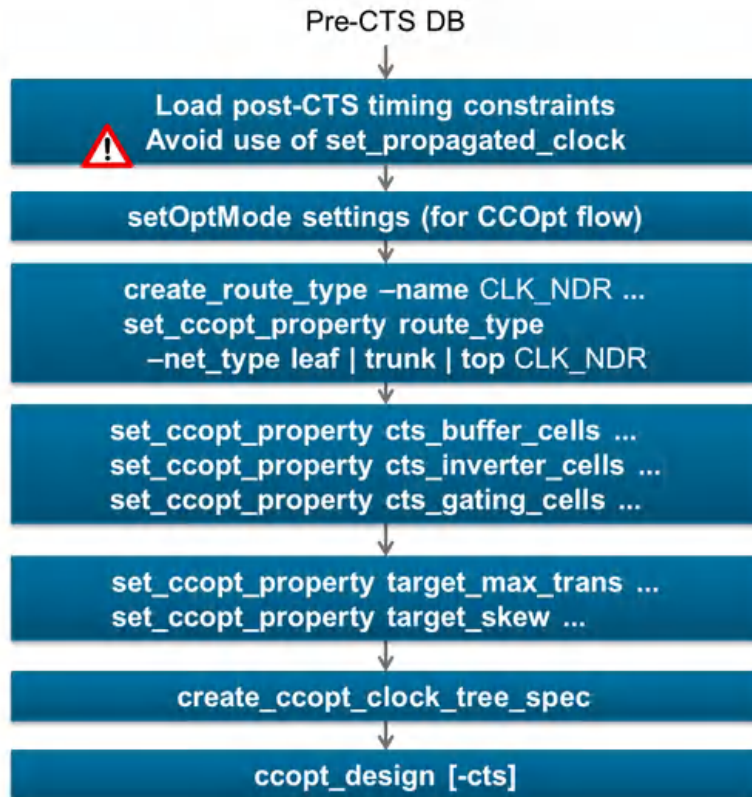 Pre-CTS DB
Load post-CTS timing constraints
! Avoid use of set_propagated_clock
setOptMode settings (for CCOpt flow)
create_route_type –name CLK_NDR ...
set_ccopt_property route_type
–net_type leaf | trunk | top CLK_NDR
set_ccopt_property cts_buffer_cells ...
set_ccopt_property cts_inverter_cells ...
set_ccopt_property cts_gating_cells ...
set_ccopt_property target_max_trans ...
set_ccopt_property target_skew ...
create_ccopt_clock_tree_spec
ccopt_design [-cts]